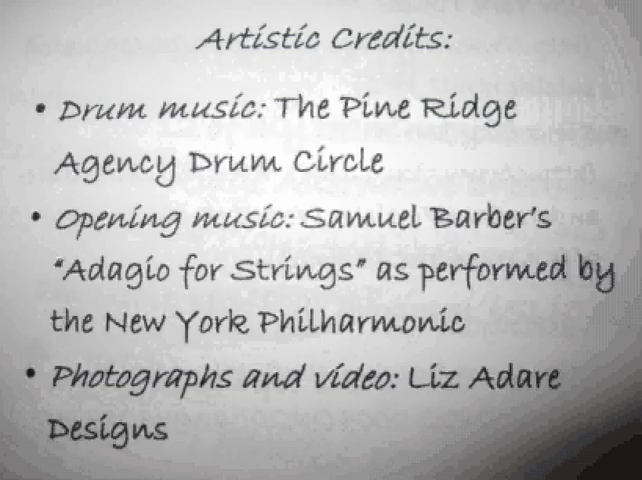 Artistic Credits:
• Drum music: The Pine Ridge
Agency Drum Circle
• Opening music: Samuel Barber's
"Adagio for Strings" as performed by
the New York Philharmonic
• Photographs and video: Liz Adare
Designs